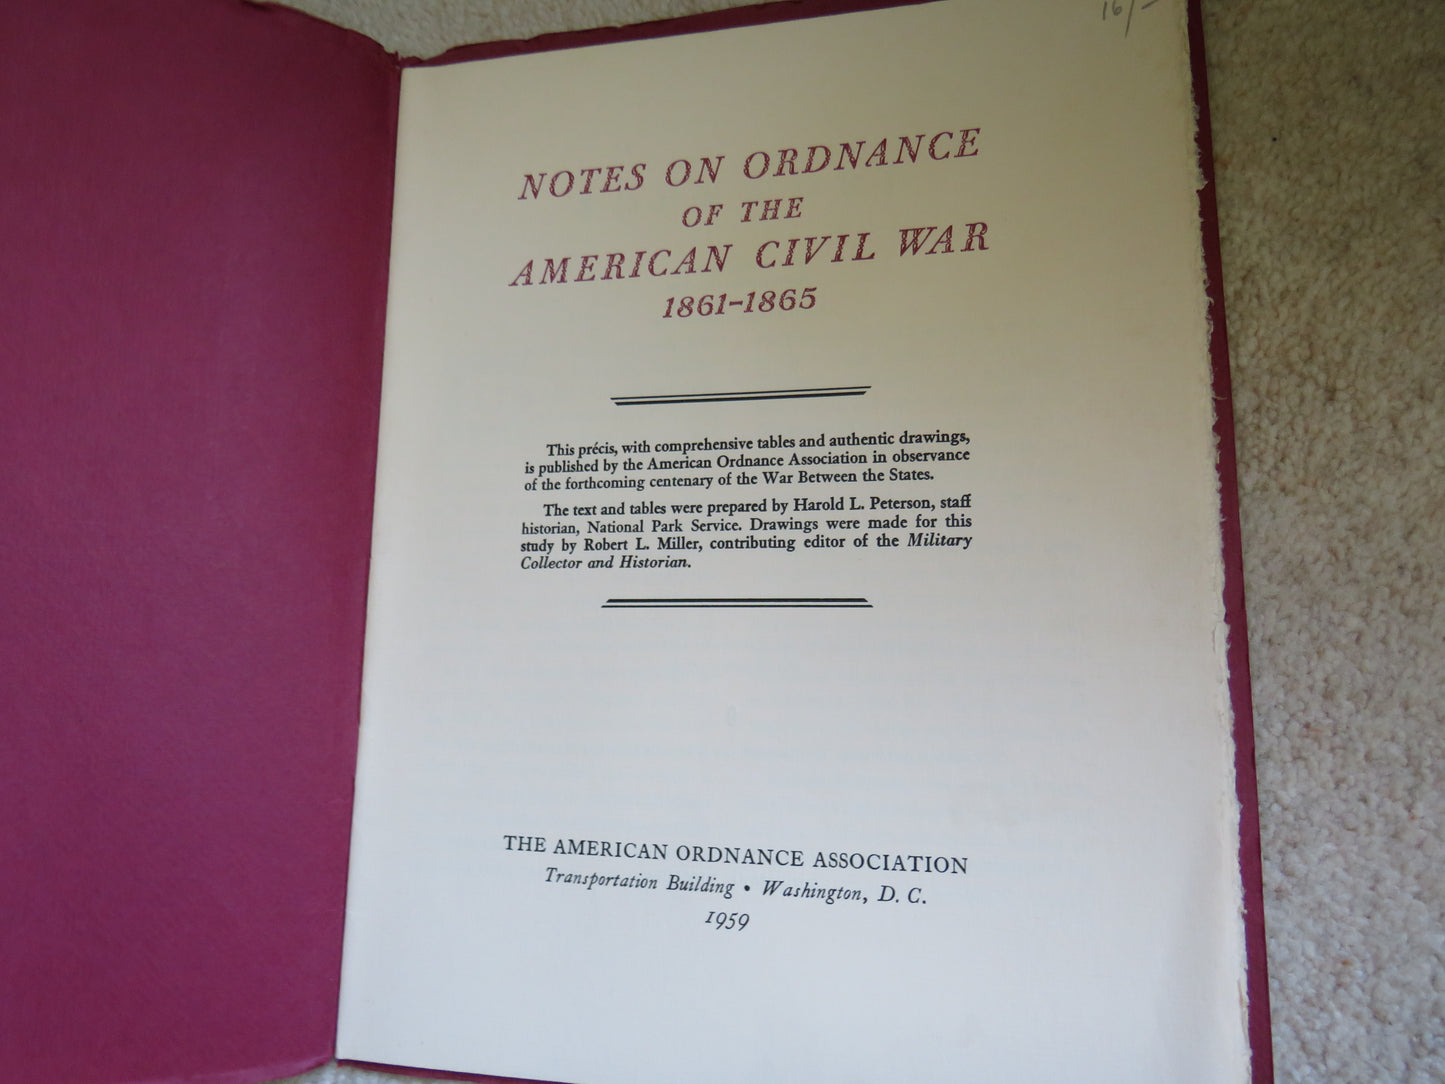 16/-
NOTES ON ORDNANCE
OF THE
AMERICAN CIVIL WAR
1861-1865
This précis, with comprehensive tables and authentic drawings,
is published by the American Ordnance Association in observance
of the forthcoming centenary of the War Between the States.
The text and tables were prepared by Harold L. Peterson, staff
historian, National Park Service. Drawings were made for this
study by Robert L. Miller, contributing editor of the Military
Collector and Historian.
THE AMERICAN ORDNANCE ASSOCIATION
Transportation Building • Washington, D. C.
1959